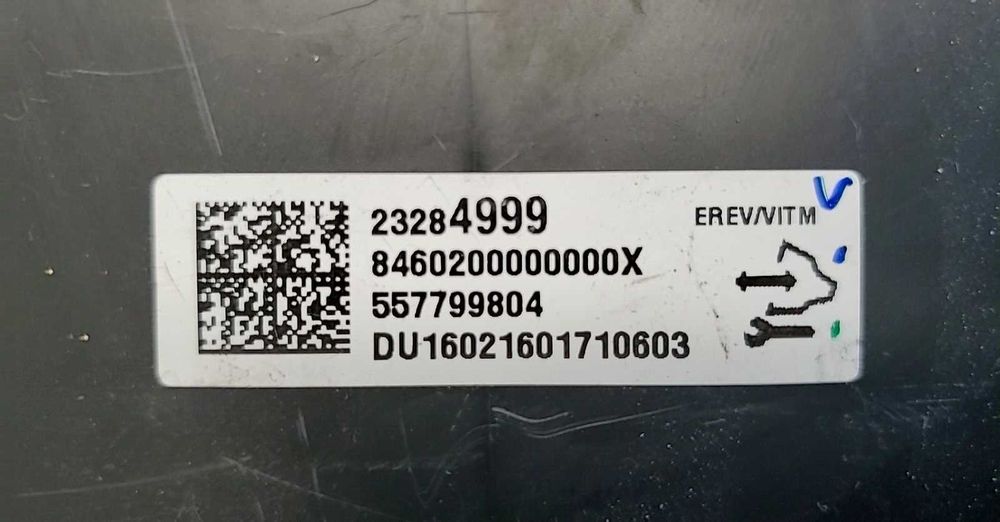 23284999
EREV/VITM
8460200000000X
557799804
DU16021601710603
V